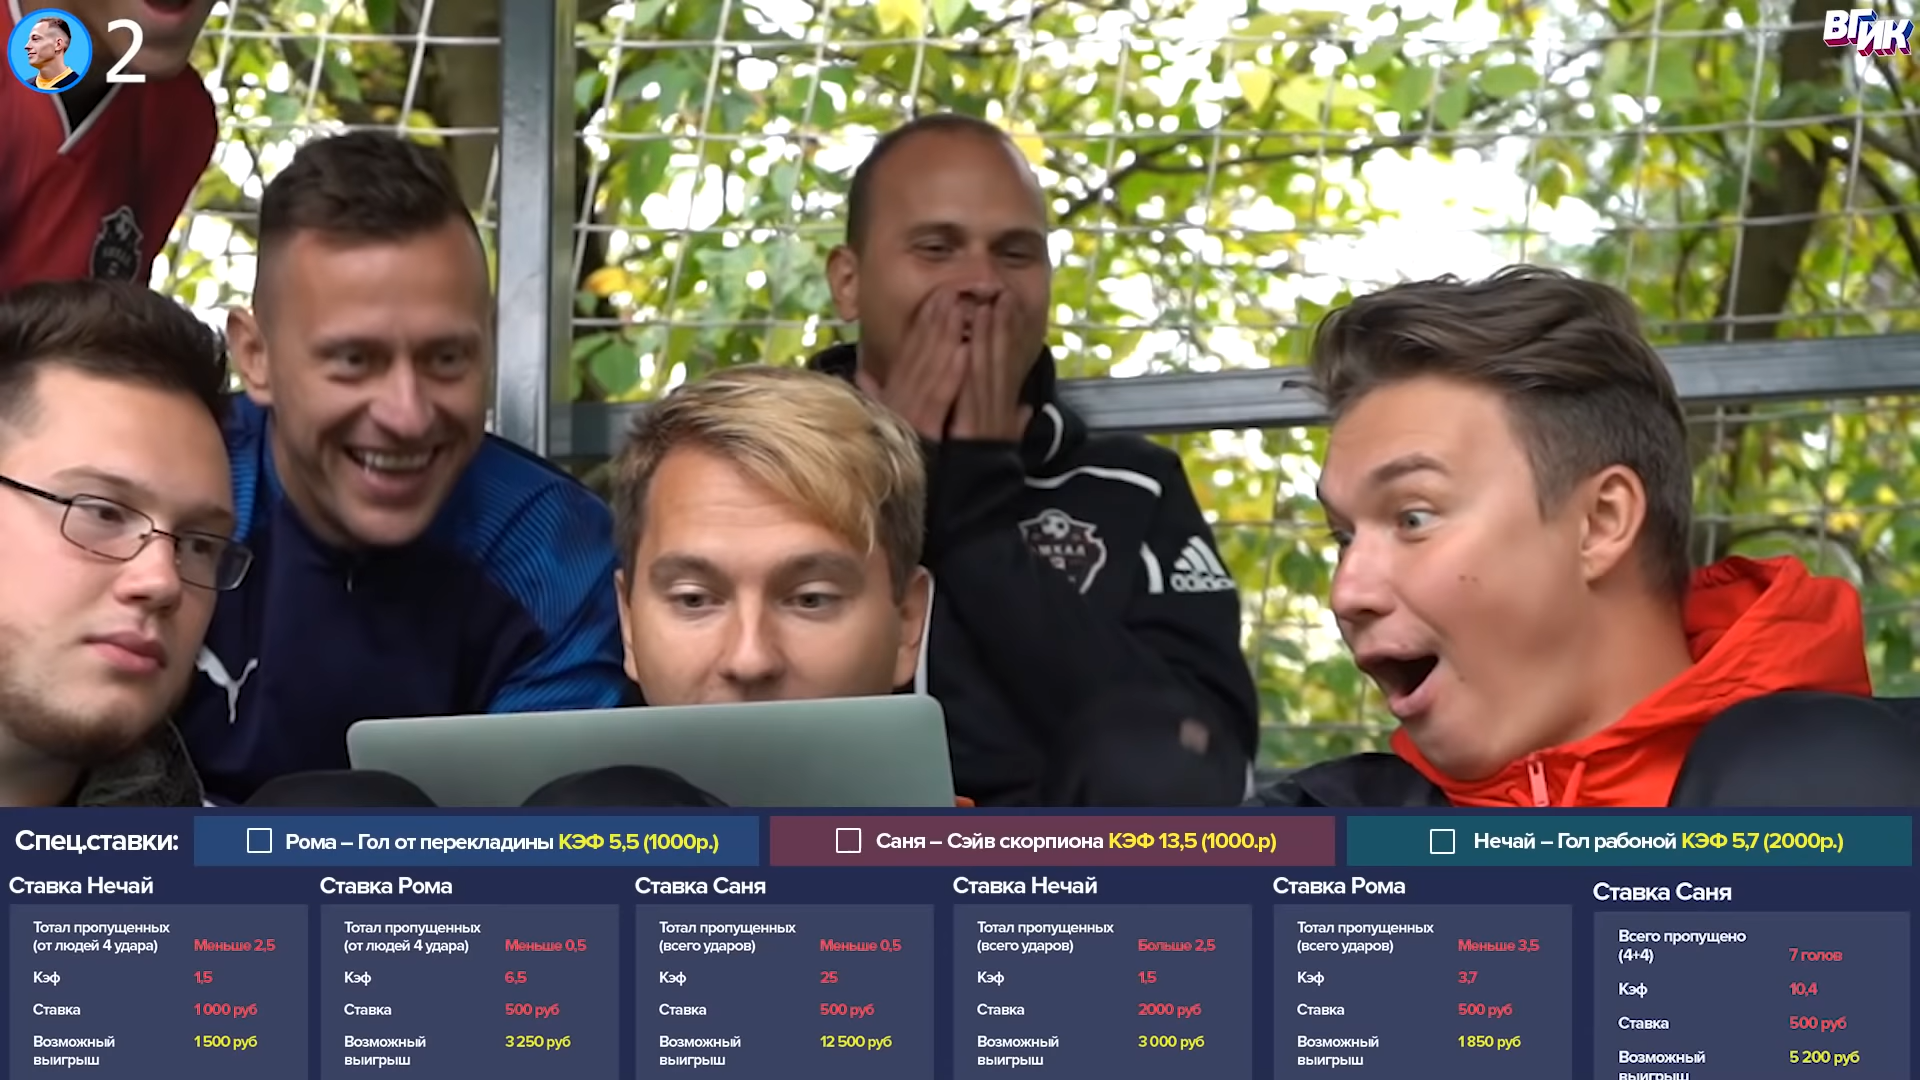 2
ВГИК
adidas
Спец.ставки:
Рома – Гол от перекладины КЭФ 5,5 (1000р.)
Саня – Сэйв скорпиона КЭФ 13,5 (1000.р)
Нечай – Гол рабоной КЭФ 5,7 (2000р.)
Ставка Нечай
Тотал пропущенных
(от людей 4 удара) Меньше 2,5
Кэф 1,5
Ставка 1 000 руб
Возможный 1 500 руб
выигрыш
Ставка Рома
Тотал пропущенных
(от людей 4 удара) Меньше 0,5
Кэф 6,5
Ставка 500 руб
Возможный 3 250 руб
выигрыш
Ставка Саня
Тотал пропущенных
(всего ударов) Меньше 0,5
Кэф 25
Ставка 500 руб
Возможный 12 500 руб
выигрыш
Ставка Нечай
Тотал пропущенных
(всего ударов) Больше 2,5
Кэф 1,5
Ставка 2000 руб
Возможный 3 000 руб
выигрыш
Ставка Рома
Тотал пропущенных
(всего ударов) Меньше 3,5
Кэф 3,7
Ставка 500 руб
Возможный 1 850 руб
выигрыш
Ставка Саня
Всего пропущено
(4+4) 7 голов
Кэф 10,4
Ставка 500 руб
Возможный 5 200 руб
выигрыш